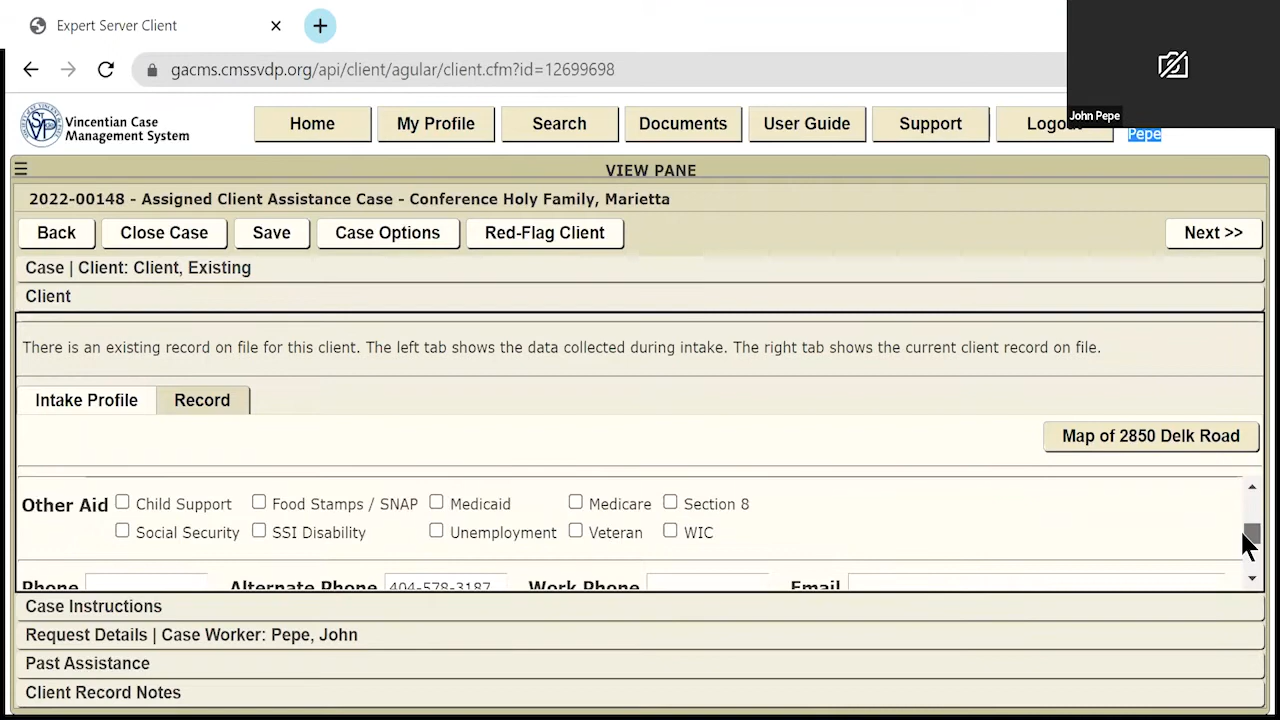 Expert Server Client
gacms.cmssvdp.org/api/client/agular/client.cfm?id=12699698
John Pepe
Vincentian Case
Management System
SVDP
Home My Profile Search Documents User Guide Support Logout
Pepe
VIEW PANE
2022-00148 - Assigned Client Assistance Case - Conference Holy Family, Marietta
Back Close Case Save Case Options Red-Flag Client Next >>
Case | Client: Client, Existing
Client
There is an existing record on file for this client. The left tab shows the data collected during intake. The right tab shows the current client record on file.
Intake Profile Record
Map of 2850 Delk Road
Other Aid Child Support Food Stamps / SNAP Medicaid Medicare Section 8
Social Security SSI Disability Unemployment Veteran WIC
Phone Alternate Phone 404-578-3187 Work Phone Email
Case Instructions
Request Details | Case Worker: Pepe, John
Past Assistance
Client Record Notes